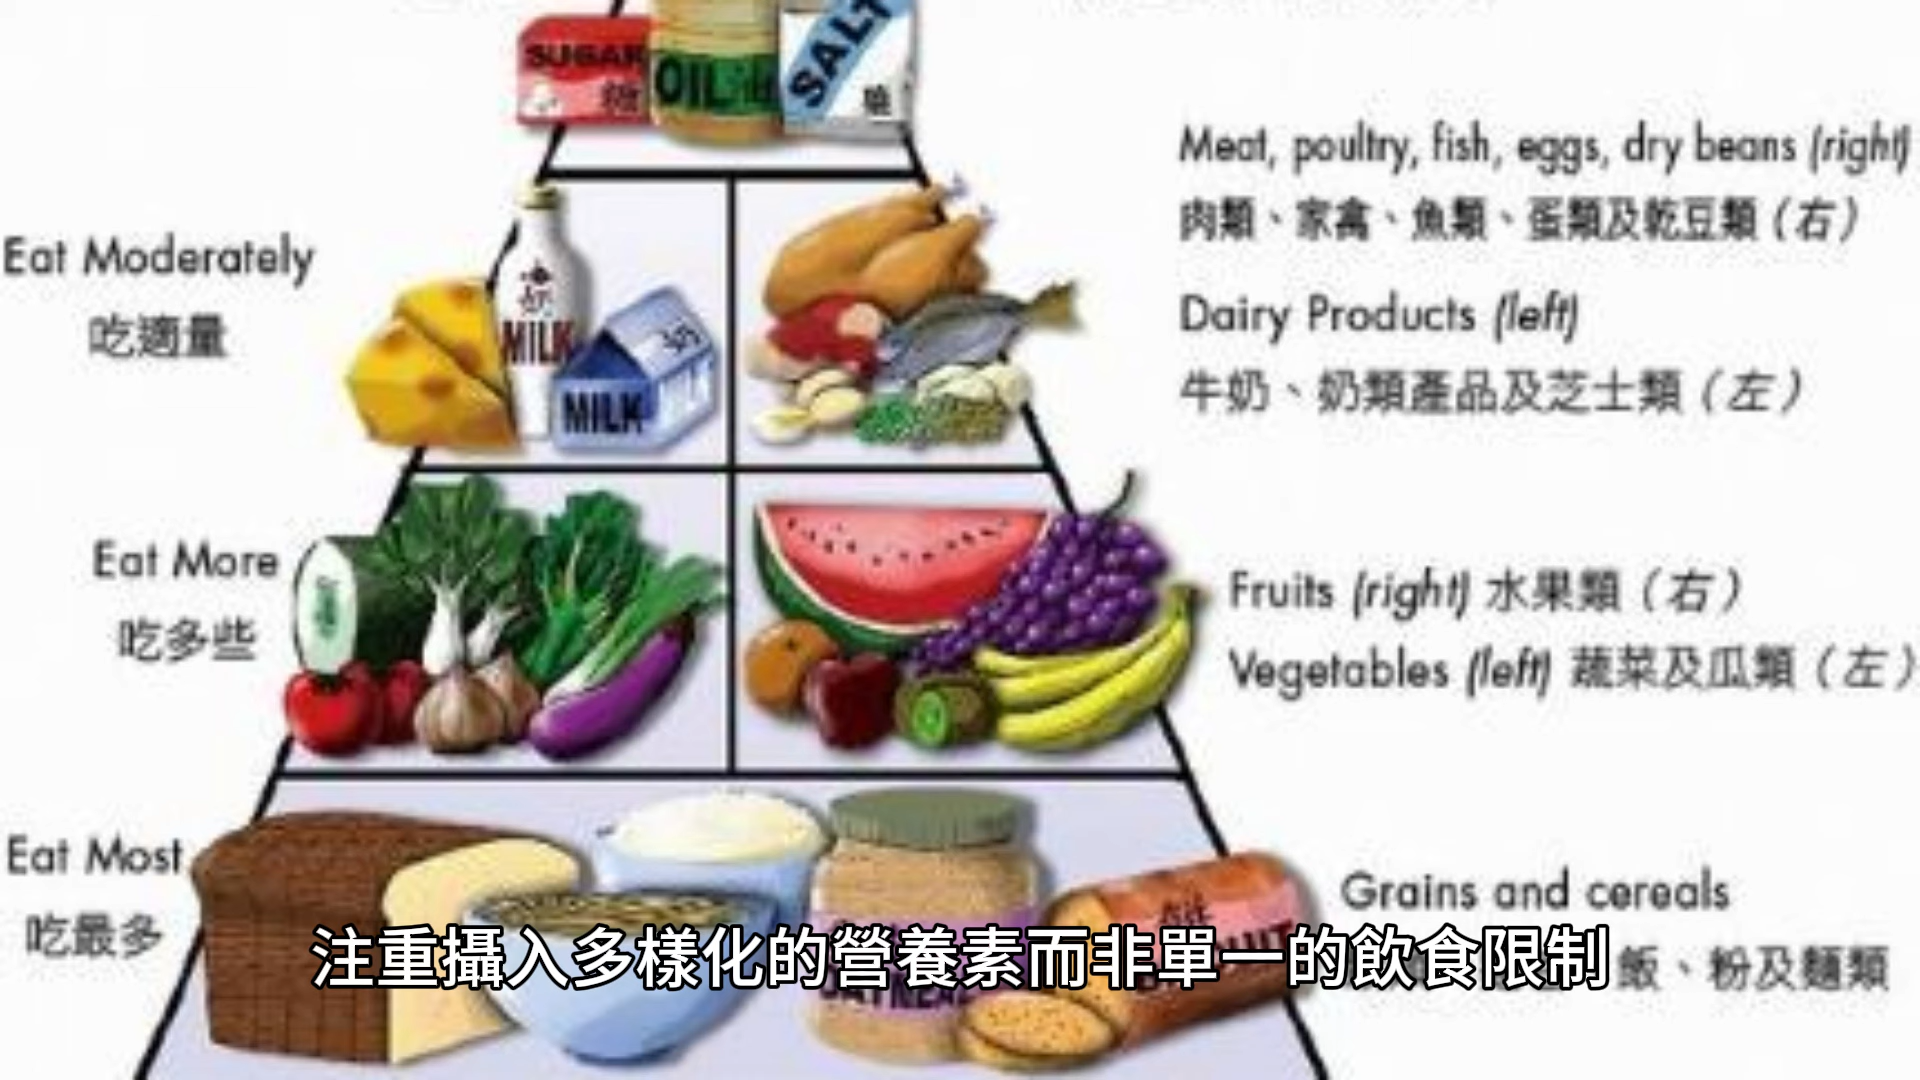 SUGAR
糖
OIL 油
SALT
鹽
Meat, poultry, fish, eggs, dry beans (right)
肉類、家禽、魚類、蛋類及乾豆類（右）
Eat Moderately
吃適量
MILK
奶
MILK
Dairy Products (left)
牛奶、奶類產品及芝士類（左）
Eat More
吃多些
Fruits (right) 水果類（右）
Vegetables (left) 蔬菜及瓜類（左）
Eat Most
吃最多
Grains and cereals
飯、粉及麵類
OATMEAL
注重攝入多樣化的營養素而非單一的飲食限制